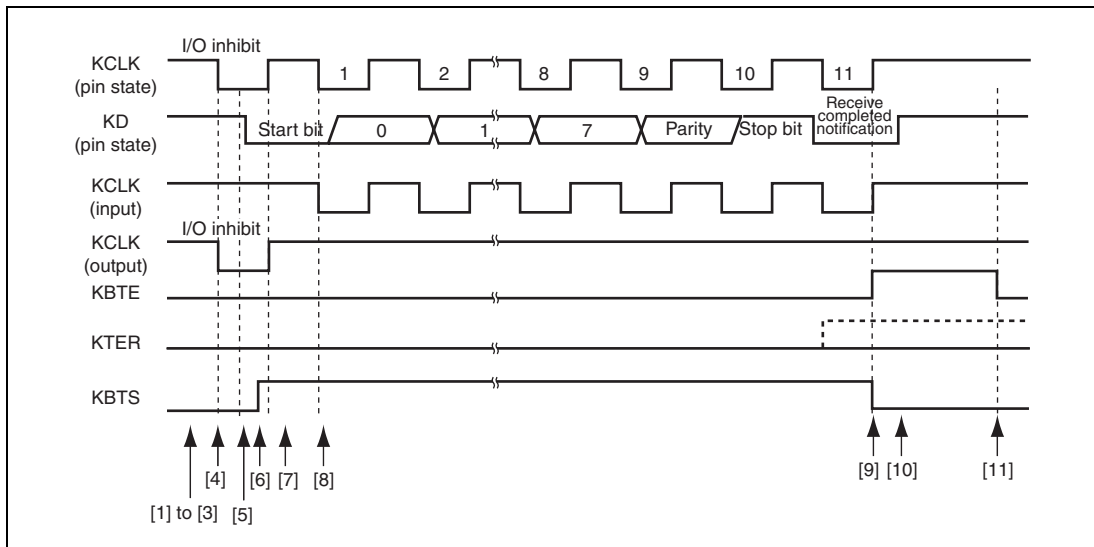 I/O inhibit
KCLK
(pin state)
1 2 8 9 10 11
KD
(pin state)
Start bit 0 1 7 Parity Stop bit
Receive
completed
notification
KCLK
(input)
I/O inhibit
KCLK
(output)
KBTE
KTER
KBTS
[4] [6] [7] [8] [9] [10] [11]
[1] to [3] [5]